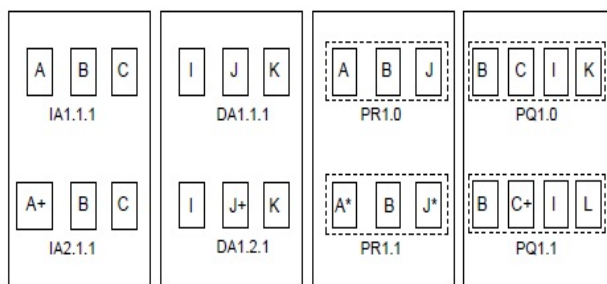 A B C I J K A B J B C I K
IA1.1.1 DA1.1.1 PR1.0 PQ1.0
A+ B C I J+ K A* B J* B C+ I L
IA2.1.1 DA1.2.1 PR1.1 PQ1.1